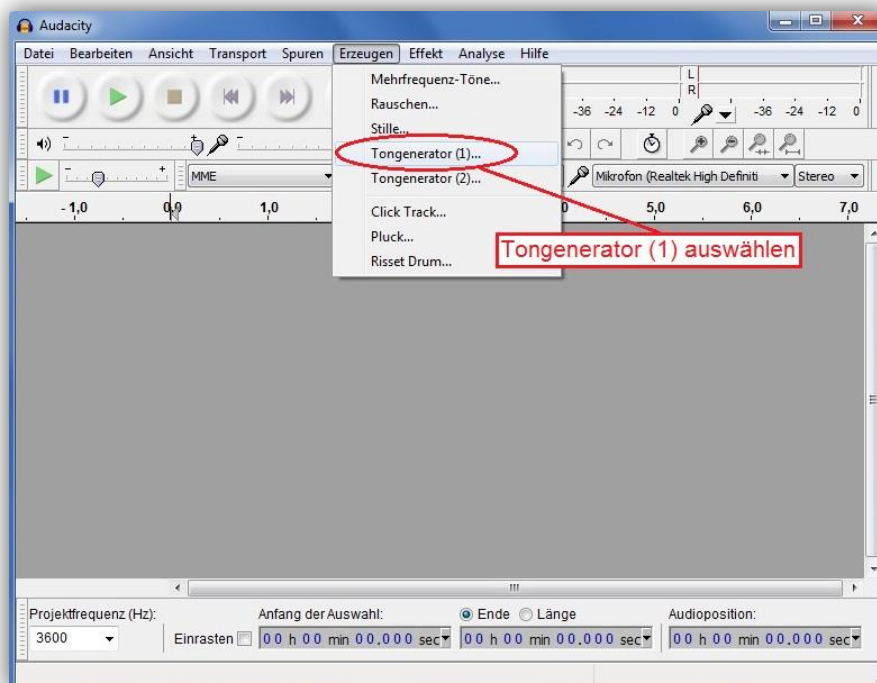 Audacity
Datei Bearbeiten Ansicht Transport Spuren Erzeugen Effekt Analyse Hilfe
Mehrfrequenz-Töne...
Rauschen...
Stille...
Tongenerator (1)...
Tongenerator (2)...
Click Track...
Pluck...
Risset Drum...
L
R
-36 -24 -12 0 -36 -24 -12 0
MME
Mikrofon (Realtek High Definiti
Stereo
-1,0 0,0 1,0 5,0 6,0 7,0
Tongenerator (1) auswählen
Projektfrequenz (Hz): Anfang der Auswahl: Ende Länge Audioposition:
3600 Einrasten 00 h 00 min 00.000 sec 00 h 00 min 00.000 sec 00 h 00 min 00.000 sec